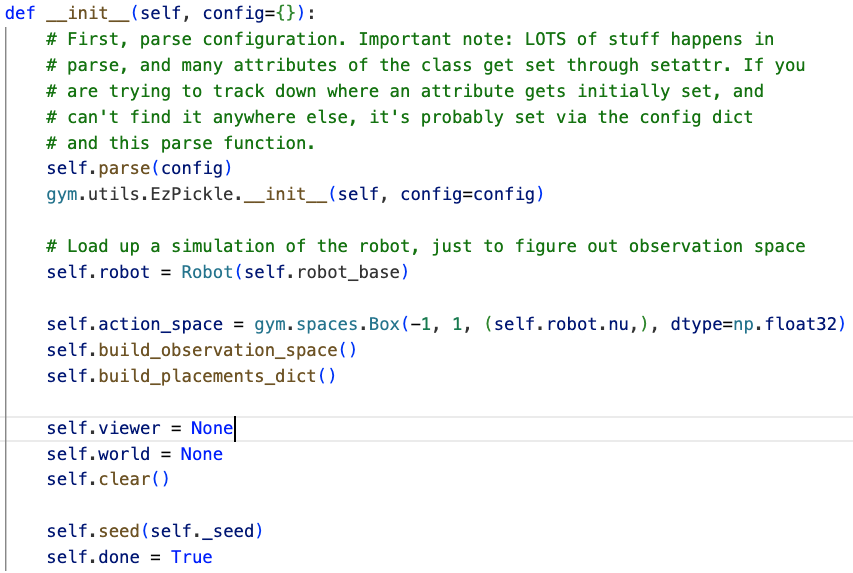 def __init__(self, config={}):
    # First, parse configuration. Important note: LOTS of stuff happens in
    # parse, and many attributes of the class get set through setattr. If you
    # are trying to track down where an attribute gets initially set, and
    # can't find it anywhere else, it's probably set via the config dict
    # and this parse function.
    self.parse(config)
    gym.utils.EzPickle.__init__(self, config=config)

    # Load up a simulation of the robot, just to figure out observation space
    self.robot = Robot(self.robot_base)

    self.action_space = gym.spaces.Box(-1, 1, (self.robot.nu,), dtype=np.float32)
    self.build_observation_space()
    self.build_placements_dict()

    self.viewer = None
    self.world = None
    self.clear()

    self.seed(self._seed)
    self.done = True